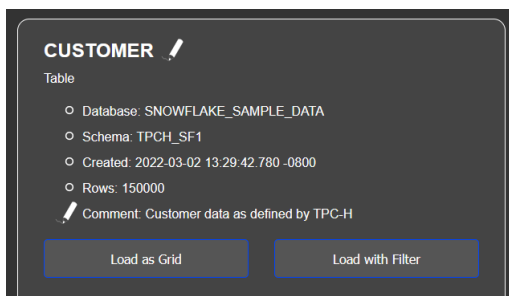 CUSTOMER
Table
Database: SNOWFLAKE_SAMPLE_DATA
Schema: TPCH_SF1
Created: 2022-03-02 13:29:42.780 -0800
Rows: 150000
Comment: Customer data as defined by TPC-H
Load as Grid
Load with Filter